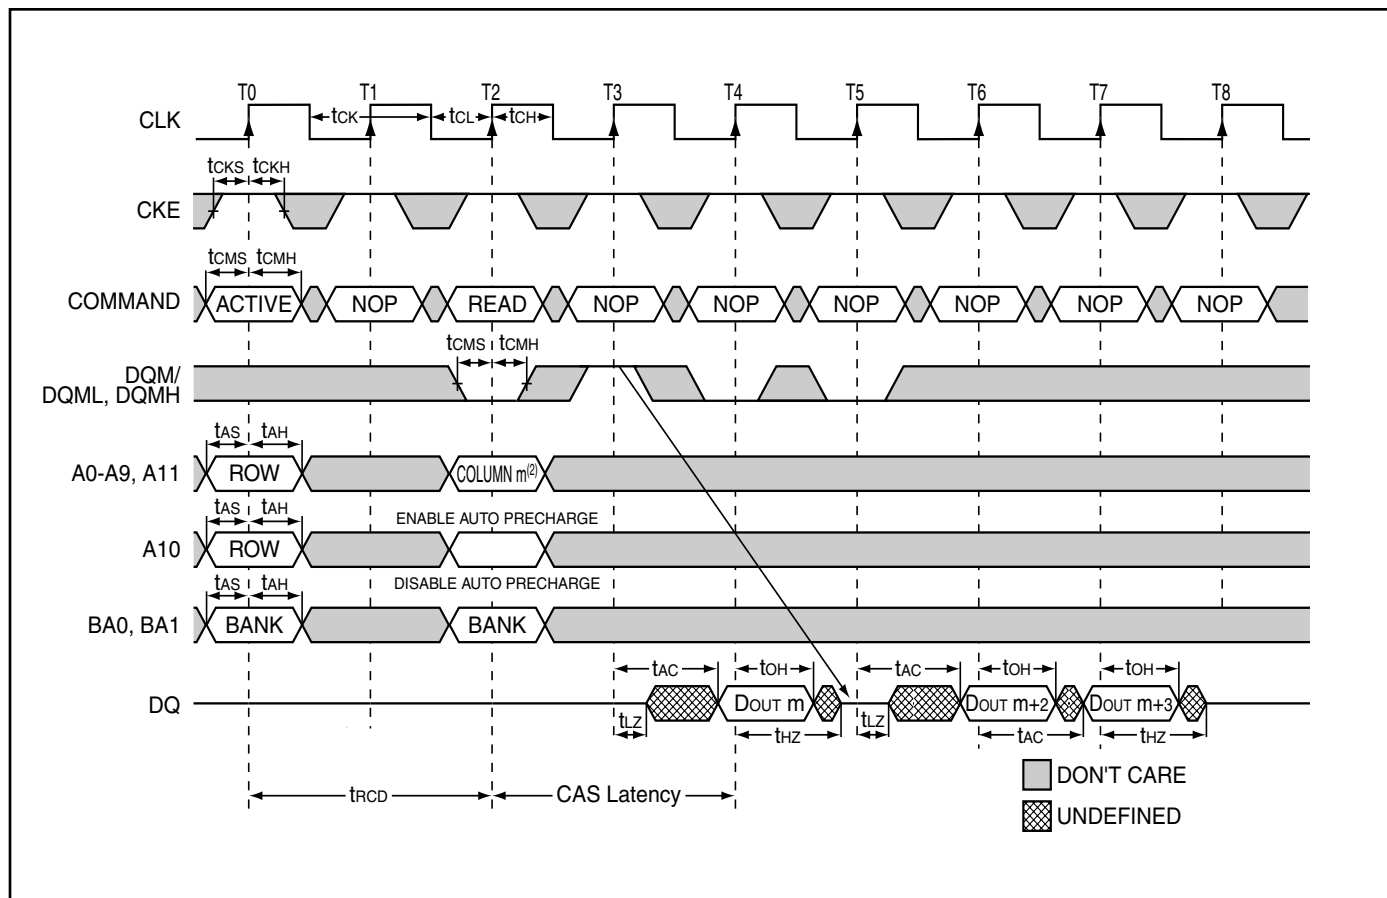 T0 T1 T2 T3 T4 T5 T6 T7 T8
CLK tCK tCL tCH
tCKS tCKH
CKE
tCMS tCMH
COMMAND ACTIVE NOP READ NOP NOP NOP NOP NOP NOP
tCMS tCMH
DQM/
DQML, DQMH
tAS tAH
A0-A9, A11 ROW COLUMN m(2)
tAS tAH ENABLE AUTO PRECHARGE
A10 ROW
tAS tAH DISABLE AUTO PRECHARGE
BA0, BA1 BANK BANK
tAC tOH tAC tOH tOH
DQ DOUT m DOUT m+2 DOUT m+3
tLZ tHZ tLZ tAC tHZ
DON'T CARE
tRCD CAS Latency
UNDEFINED